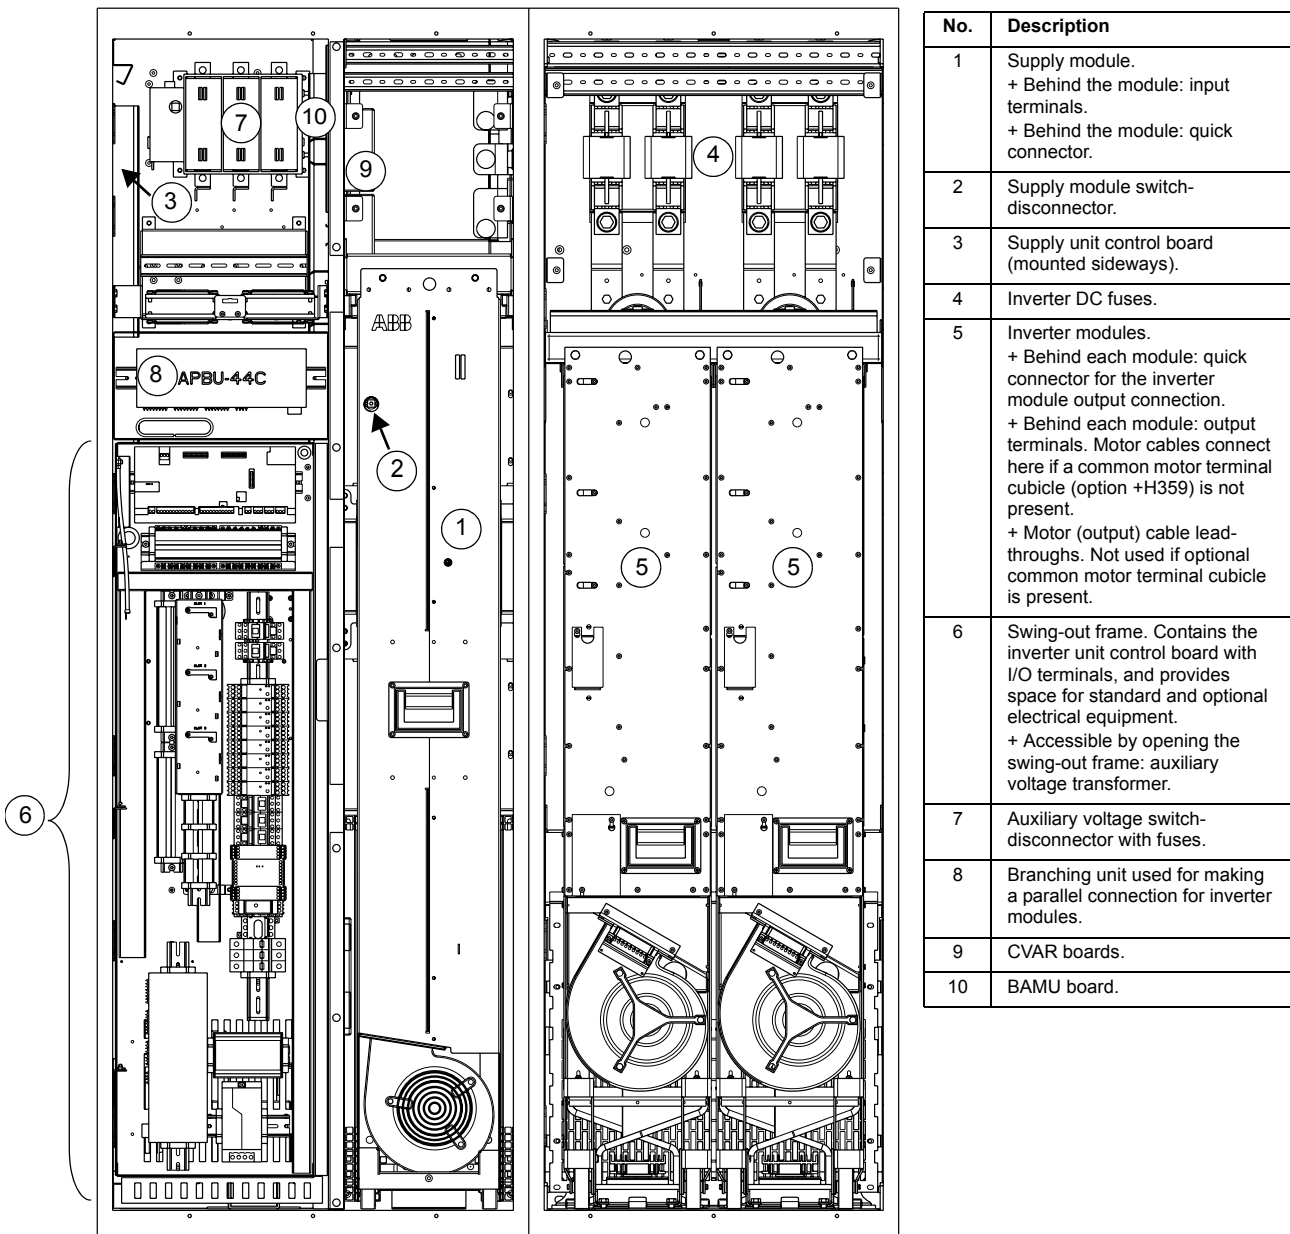 10
7
9
3
4
ABB
8
APBU-44C
2
1
5
5
SLOT 1
6
No. Description
1 Supply module.
+ Behind the module: input
terminals.
+ Behind the module: quick
connector.
2 Supply module switch-
disconnector.
3 Supply unit control board
(mounted sideways).
4 Inverter DC fuses.
5 Inverter modules.
+ Behind each module: quick
connector for the inverter
module output connection.
+ Behind each module: output
terminals. Motor cables connect
here if a common motor terminal
cubicle (option +H359) is not
present.
+ Motor (output) cable lead-
throughs. Not used if optional
common motor terminal cubicle
is present.
6 Swing-out frame. Contains the
inverter unit control board with
I/O terminals, and provides
space for standard and optional
electrical equipment.
+ Accessible by opening the
swing-out frame: auxiliary
voltage transformer.
7 Auxiliary voltage switch-
disconnector with fuses.
8 Branching unit used for making
a parallel connection for inverter
modules.
9 CVAR boards.
10 BAMU board.